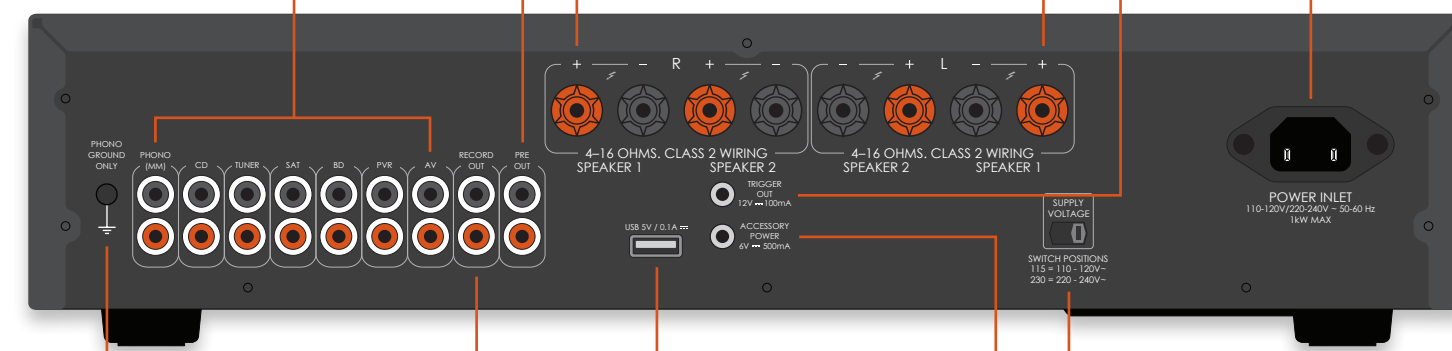 + − R + −
− + L − +
4–16 OHMS. CLASS 2 WIRING
SPEAKER 1 SPEAKER 2
4–16 OHMS. CLASS 2 WIRING
SPEAKER 2 SPEAKER 1
PHONO
GROUND
ONLY
PHONO
(MM)
CD
TUNER
SAT
BD
PVR
AV
RECORD
OUT
PRE
OUT
TRIGGER
OUT
12V ⎓ 100mA
USB 5V / 0.1A ⎓
ACCESSORY
POWER
6V ⎓ 500mA
SUPPLY
VOLTAGE
SWITCH POSITIONS
115 = 110 - 120V~
230 = 220 - 240V~
POWER INLET
110-120V/220-240V ~ 50-60 Hz
1kW MAX